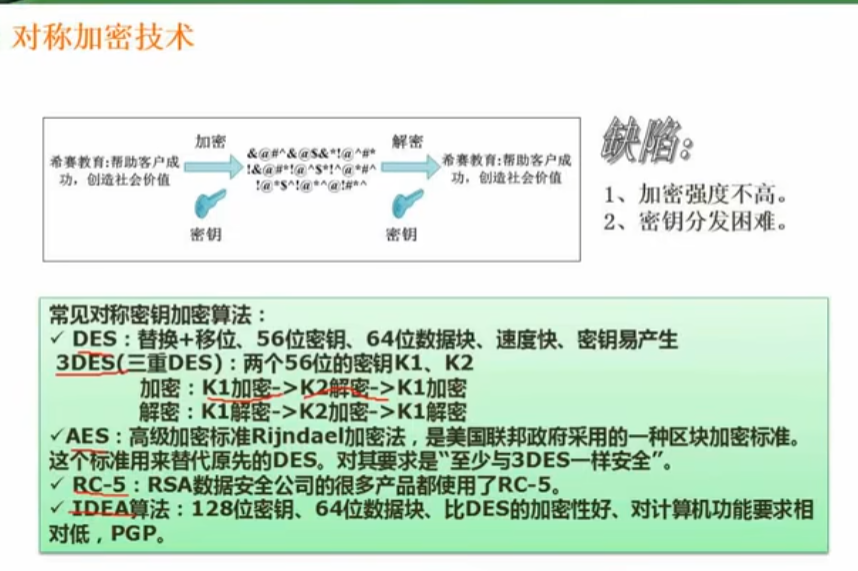 对称加密技术
加密
解密
希赛教育:帮助客户成
功，创造社会价值
&@#^&@$&*!@^#*
!&@#*!@^$*!^@*#^
!@*$^!@*^@!#*^
希赛教育:帮助客户成
功，创造社会价值
密钥
密钥
缺陷：
1、加密强度不高。
2、密钥分发困难。
常见对称密钥加密算法：
✓ DES：替换+移位、56位密钥、64位数据块、速度快、密钥易产生
3DES(三重DES)：两个56位的密钥K1、K2
加密：K1加密->K2解密->K1加密
解密：K1解密->K2加密->K1解密
✓AES：高级加密标准Rijndael加密法，是美国联邦政府采用的一种区块加密标准。
这个标准用来替代原先的DES。对其要求是“至少与3DES一样安全”。
✓ RC-5：RSA数据安全公司的很多产品都使用了RC-5。
✓ IDEA算法：128位密钥、64位数据块、比DES的加密性好、对计算机功能要求相
对低，PGP。